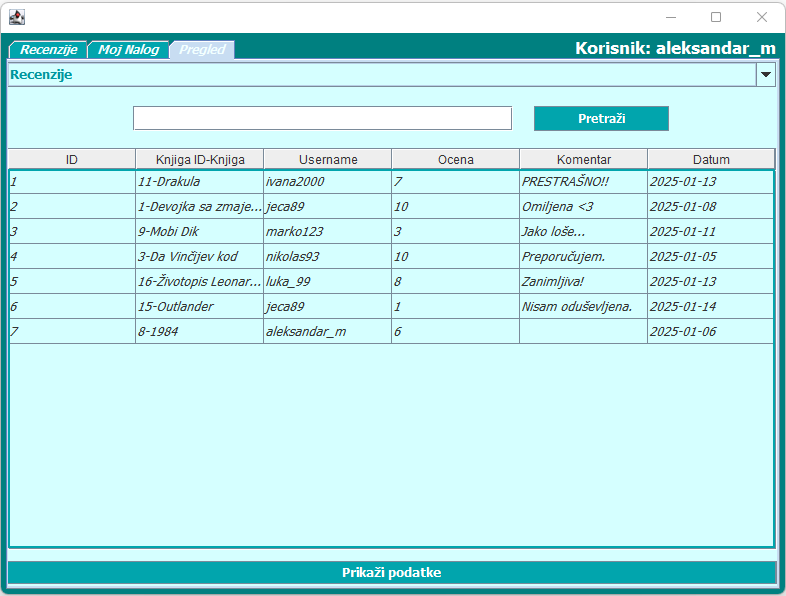 Recenzije Moj Nalog Pregled Korisnik: aleksandar_m
Recenzije
Pretraži
ID Knjiga ID-Knjiga Username Ocena Komentar Datum
1 11-Drakula ivana2000 7 PRESTRAŠNO!! 2025-01-13
2 1-Devojka sa zmaje... jeca89 10 Omiljena <3 2025-01-08
3 9-Mobi Dik marko123 3 Jako loše... 2025-01-11
4 3-Da Vinčijev kod nikolas93 10 Preporučujem. 2025-01-05
5 16-Životopis Leonar... luka_99 8 Zanimljiva! 2025-01-13
6 15-Outlander jeca89 1 Nisam oduševljena. 2025-01-14
7 8-1984 aleksandar_m 6 2025-01-06
Prikaži podatke